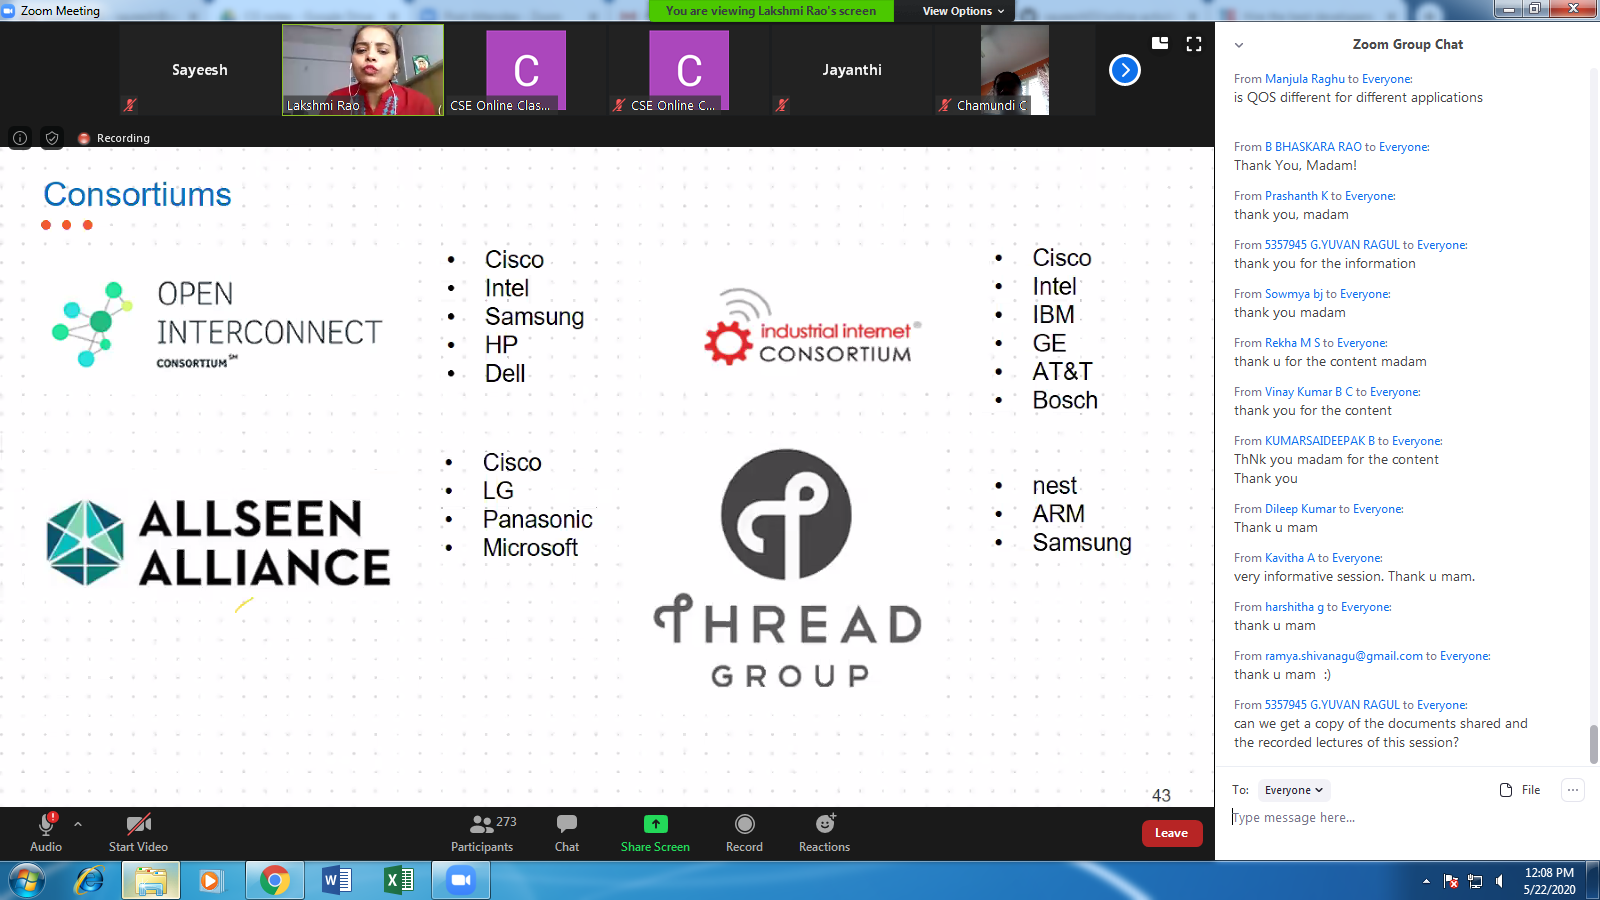 Zoom Meeting
You are viewing Lakshmi Rao's screen
View Options
Sayeesh
Lakshmi Rao
C
CSE Online Clas...
C
CSE Online C...
Jayanthi
Chamundi C
Recording
Consortiums
OPEN
INTERCONNECT
CONSORTIUM℠
• Cisco
• Intel
• Samsung
• HP
• Dell
industrial internet®
CONSORTIUM
• Cisco
• Intel
• IBM
• GE
• AT&T
• Bosch
ALLSEEN
ALLIANCE
• Cisco
• LG
• Panasonic
• Microsoft
THREAD
GROUP
• nest
• ARM
• Samsung
43
Audio
Start Video
273
Participants
Chat
Share Screen
Record
Reactions
Leave
Zoom Group Chat
From Manjula Raghu to Everyone:
is QOS different for different applications
From B BHASKARA RAO to Everyone:
Thank You, Madam!
From Prashanth K to Everyone:
thank you, madam
From 5357945 G.YUVAN RAGUL to Everyone:
thank you for the information
From Sowmya bj to Everyone:
thank you madam
From Rekha M S to Everyone:
thank u for the content madam
From Vinay Kumar B C to Everyone:
thank you for the content
From KUMARSAIDEEPAK B to Everyone:
ThNk you madam for the content
Thank you
From Dileep Kumar to Everyone:
Thank u mam
From Kavitha A to Everyone:
very informative session. Thank u mam.
From harshitha g to Everyone:
thank u mam
From ramya.shivanagu@gmail.com to Everyone:
thank u mam :)
From 5357945 G.YUVAN RAGUL to Everyone:
can we get a copy of the documents shared and
the recorded lectures of this session?
To: Everyone
File
Type message here...
12:08 PM
5/22/2020